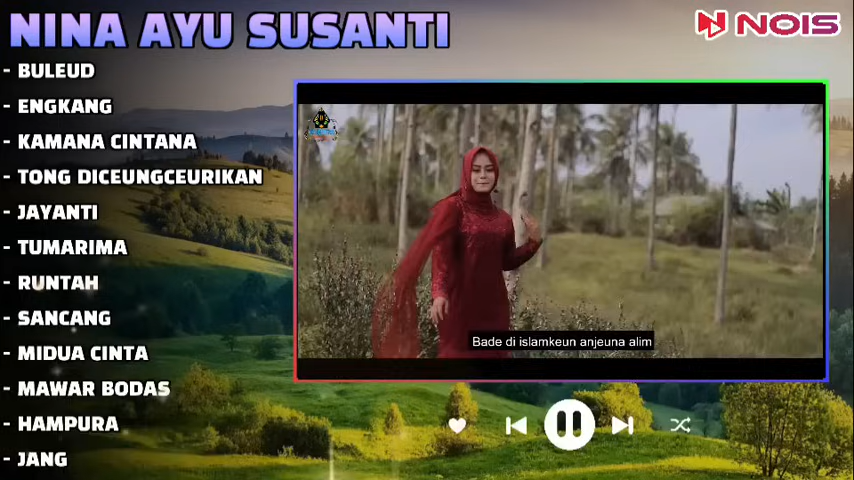 NINA AYU SUSANTI
NOIS
- BULEUD
- ENGKANG
- KAMANA CINTANA
- TONG DICEUNGCEURIKAN
- JAYANTI
- TUMARIMA
- RUNTAH
- SANCANG
- MIDUA CINTA
- MAWAR BODAS
- HAMPURA
- JANG
Bade di islamkeun anjeuna alim